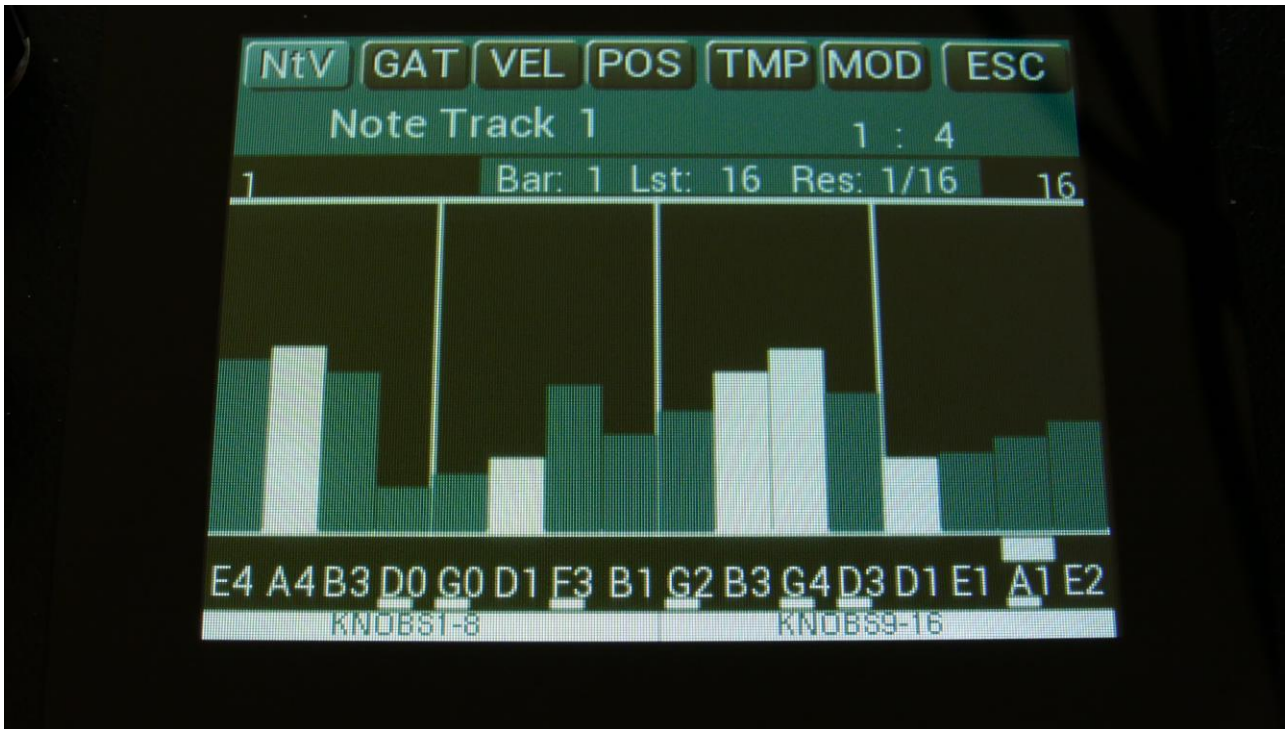 NtV GAT VEL POS TMP MOD ESC
Note Track 1 1 : 4
1 Bar: 1 Lst: 16 Res: 1/16 16
E4 A4 B3 D0 G0 D1 F3 B1 G2 B3 G4 D3 D1 E1 A1 E2
KNOBS1-8 KNOBS9-16